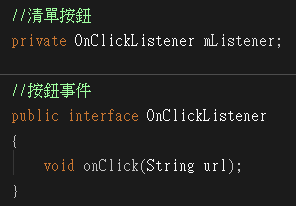 //清單按鈕
private OnClickListener mListener;
//按鈕事件
public interface OnClickListener
{
void onClick(String url);
}